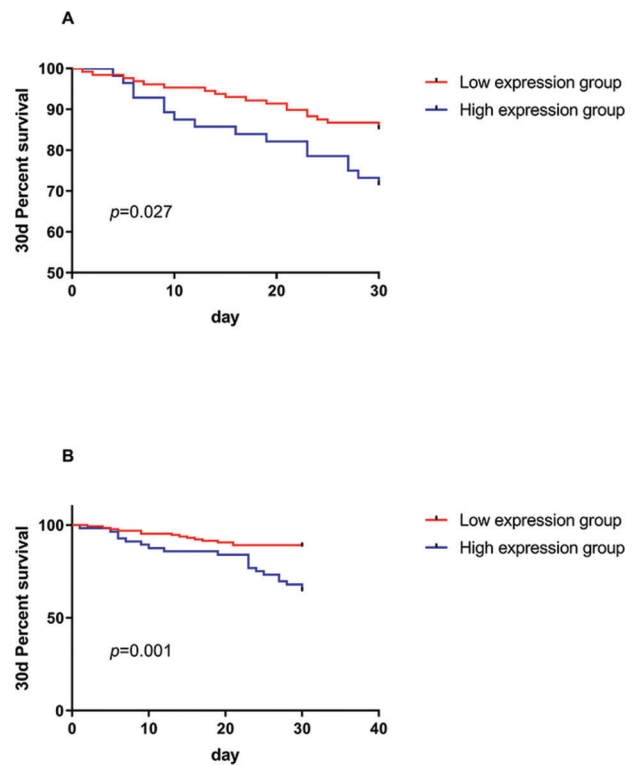 A
100
90
80
70
60
50
30d Percent survival
p=0.027
0
10
20
30
day
Low expression group
High expression group
B
100
50
0
30d Percent survival
p=0.001
0
10
20
30
40
day
Low expression group
High expression group